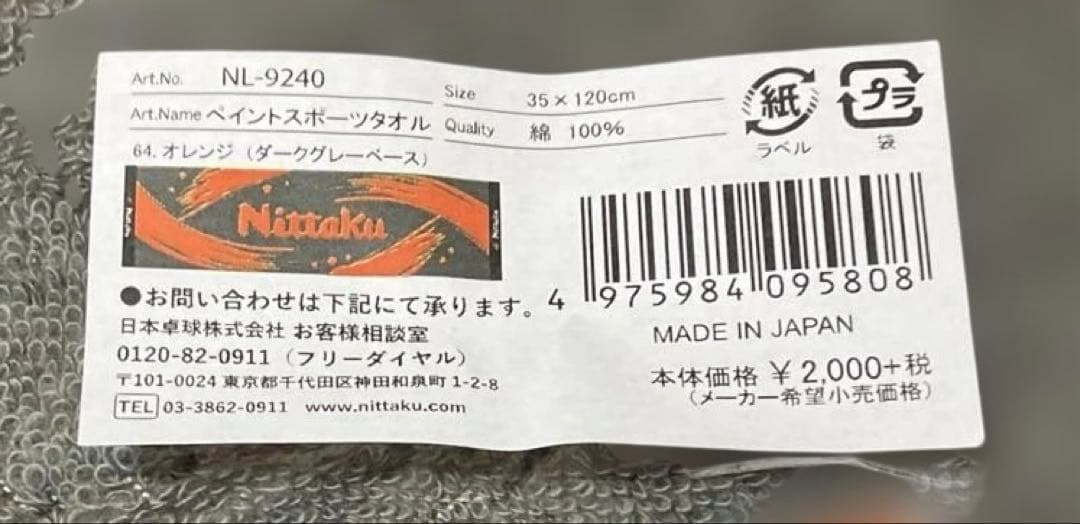 Art.No. NL-9240
Art.Name ペイントスポーツタオル
Size 35×120cm
Quality 綿 100%
64. オレンジ（ダークグレーベース）
Nittaku
紙
ラベル
プラ
袋
4 975984 095808
MADE IN JAPAN
本体価格 ￥2,000+税
（メーカー希望小売価格）
●お問い合わせは下記にて承ります。
日本卓球株式会社 お客様相談室
0120-82-0911（フリーダイヤル）
〒101-0024 東京都千代田区神田和泉町 1-2-8
TEL 03-3862-0911 www.nittaku.com